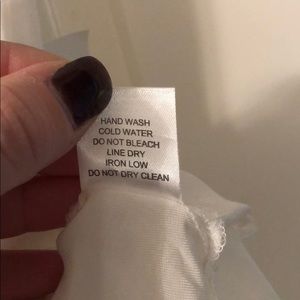 HAND WASH
COLD WATER
DO NOT BLEACH
LINE DRY
IRON LOW
DO NOT DRY CLEAN